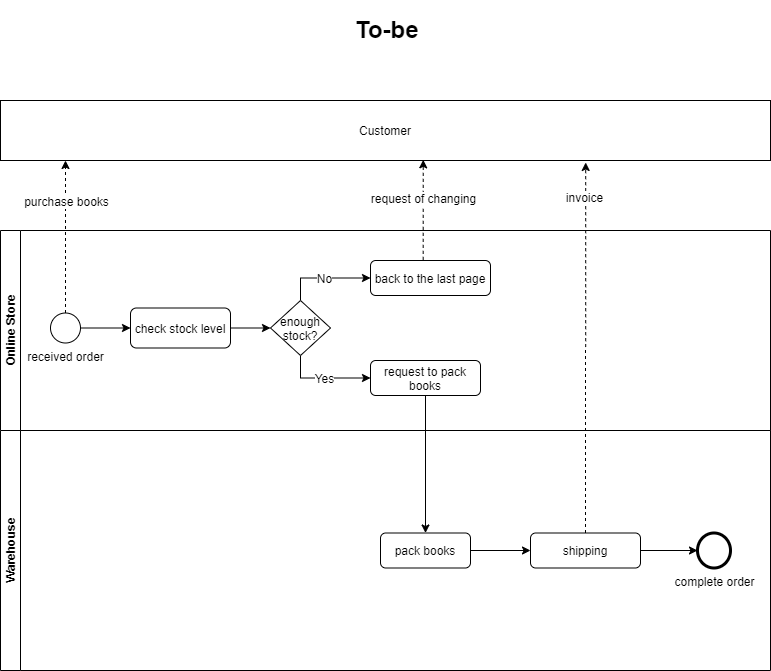 To-be
Customer
purchase books
request of changing
invoice
Online Store
No
back to the last page
check stock level
enough
stock?
received order
Yes
request to pack
books
Warehouse
pack books
shipping
complete order